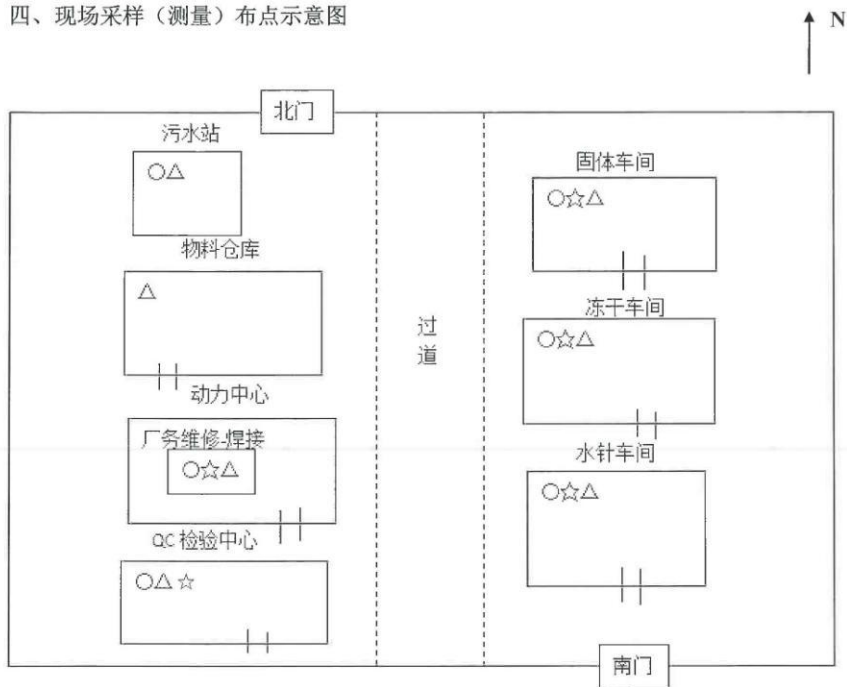 四、现场采样（测量）布点示意图
N
北门
污水站
○△
物料仓库
△
动力中心
厂务维修-焊接
○☆△
QC 检验中心
○△☆
过
道
固体车间
○☆△
冻干车间
○☆△
水针车间
○☆△
南门